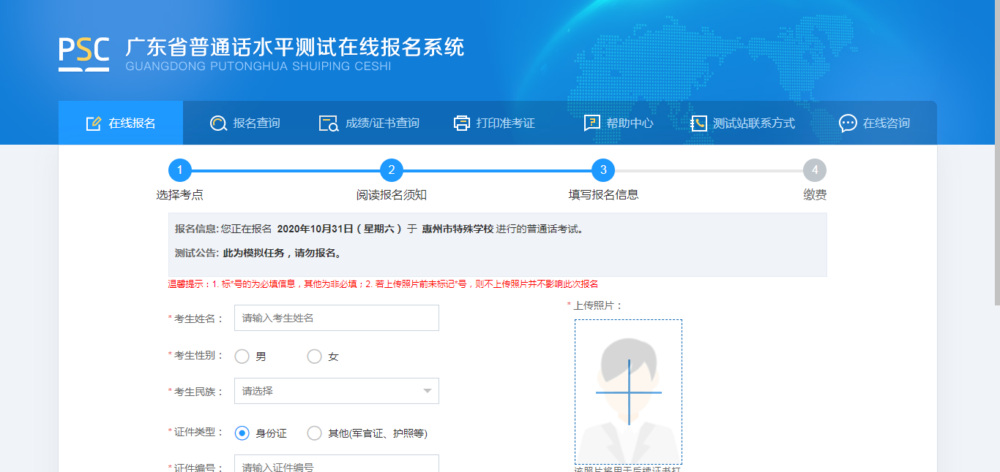 PSC 广东省普通话水平测试在线报名系统
GUANGDONG PUTONGHUA SHUIPING CESHI
在线报名 报名查询 成绩/证书查询 打印准考证 帮助中心 测试站联系方式 在线咨询
1 2 3 4
选择考点 阅读报名须知 填写报名信息 缴费
报名信息: 您正在报名 2020年10月31日（星期六）于 惠州市特殊学校 进行的普通话考试。
测试公告: 此为模拟任务，请勿报名。
温馨提示：1. 标*号的为必填信息，其他为非必填；2. 若上传照片前未标记*号，则不上传照片并不影响此次报名
* 考生姓名： 请输入考生姓名
* 上传照片：
* 考生性别： 男 女
* 考生民族： 请选择
* 证件类型： 身份证 其他(军官证、护照等)
* 证件编号： 请输入证件编号
该照片将用于后续证书打